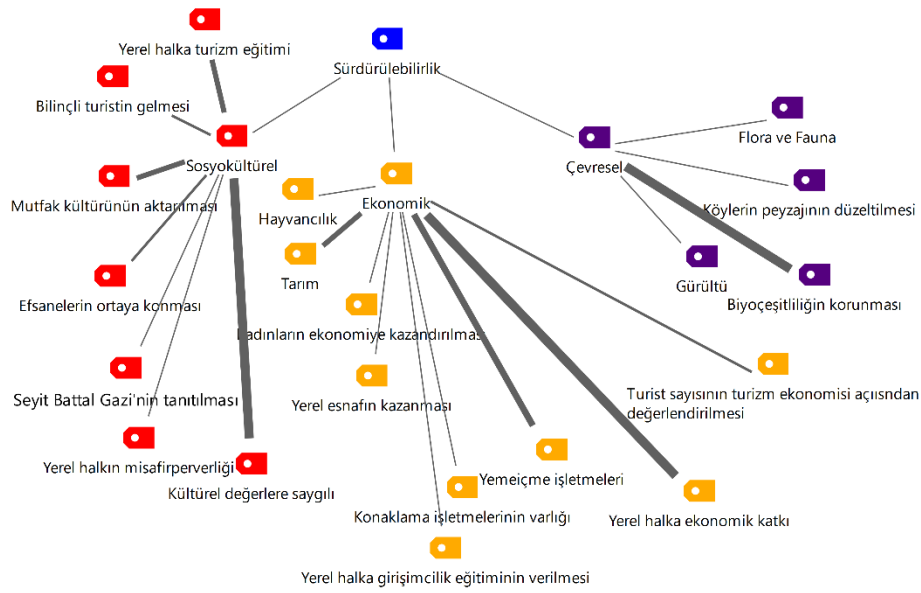 Yerel halka turizm eğitimi
Sürdürülebilirlik
Bilinçli turistin gelmesi
Flora ve Fauna
Sosyokültürel
Çevresel
Mutfak kültürünün aktarılması
Hayvancılık
Ekonomik
Köylerin peyzajının düzeltilmesi
Tarım
Gürültü
Efsanelerin ortaya konması
Biyoçeşitliliğin korunması
Kadınların ekonomiye kazandırılması
Seyit Battal Gazi'nin tanıtılması
Yerel esnafın kazanması
Turist sayısının turizm ekonomisi açıısndan
değerlendirilmesi
Yerel halkın misafirperverliği
Kültürel değerlere saygılı
Yemeiçme işletmeleri
Konaklama işletmelerinin varlığı
Yerel halka ekonomik katkı
Yerel halka girişimcilik eğitiminin verilmesi